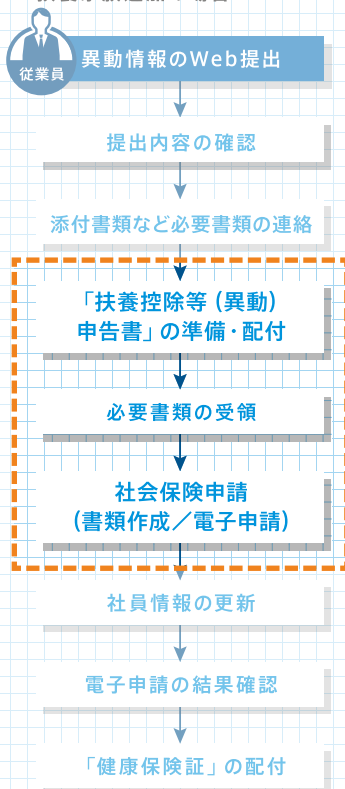 従業員
異動情報のWeb提出
提出内容の確認
添付書類など必要書類の連絡
「扶養控除等（異動）
申告書」の準備・配付
必要書類の受領
社会保険申請
（書類作成／電子申請）
社員情報の更新
電子申請の結果確認
「健康保険証」の配付